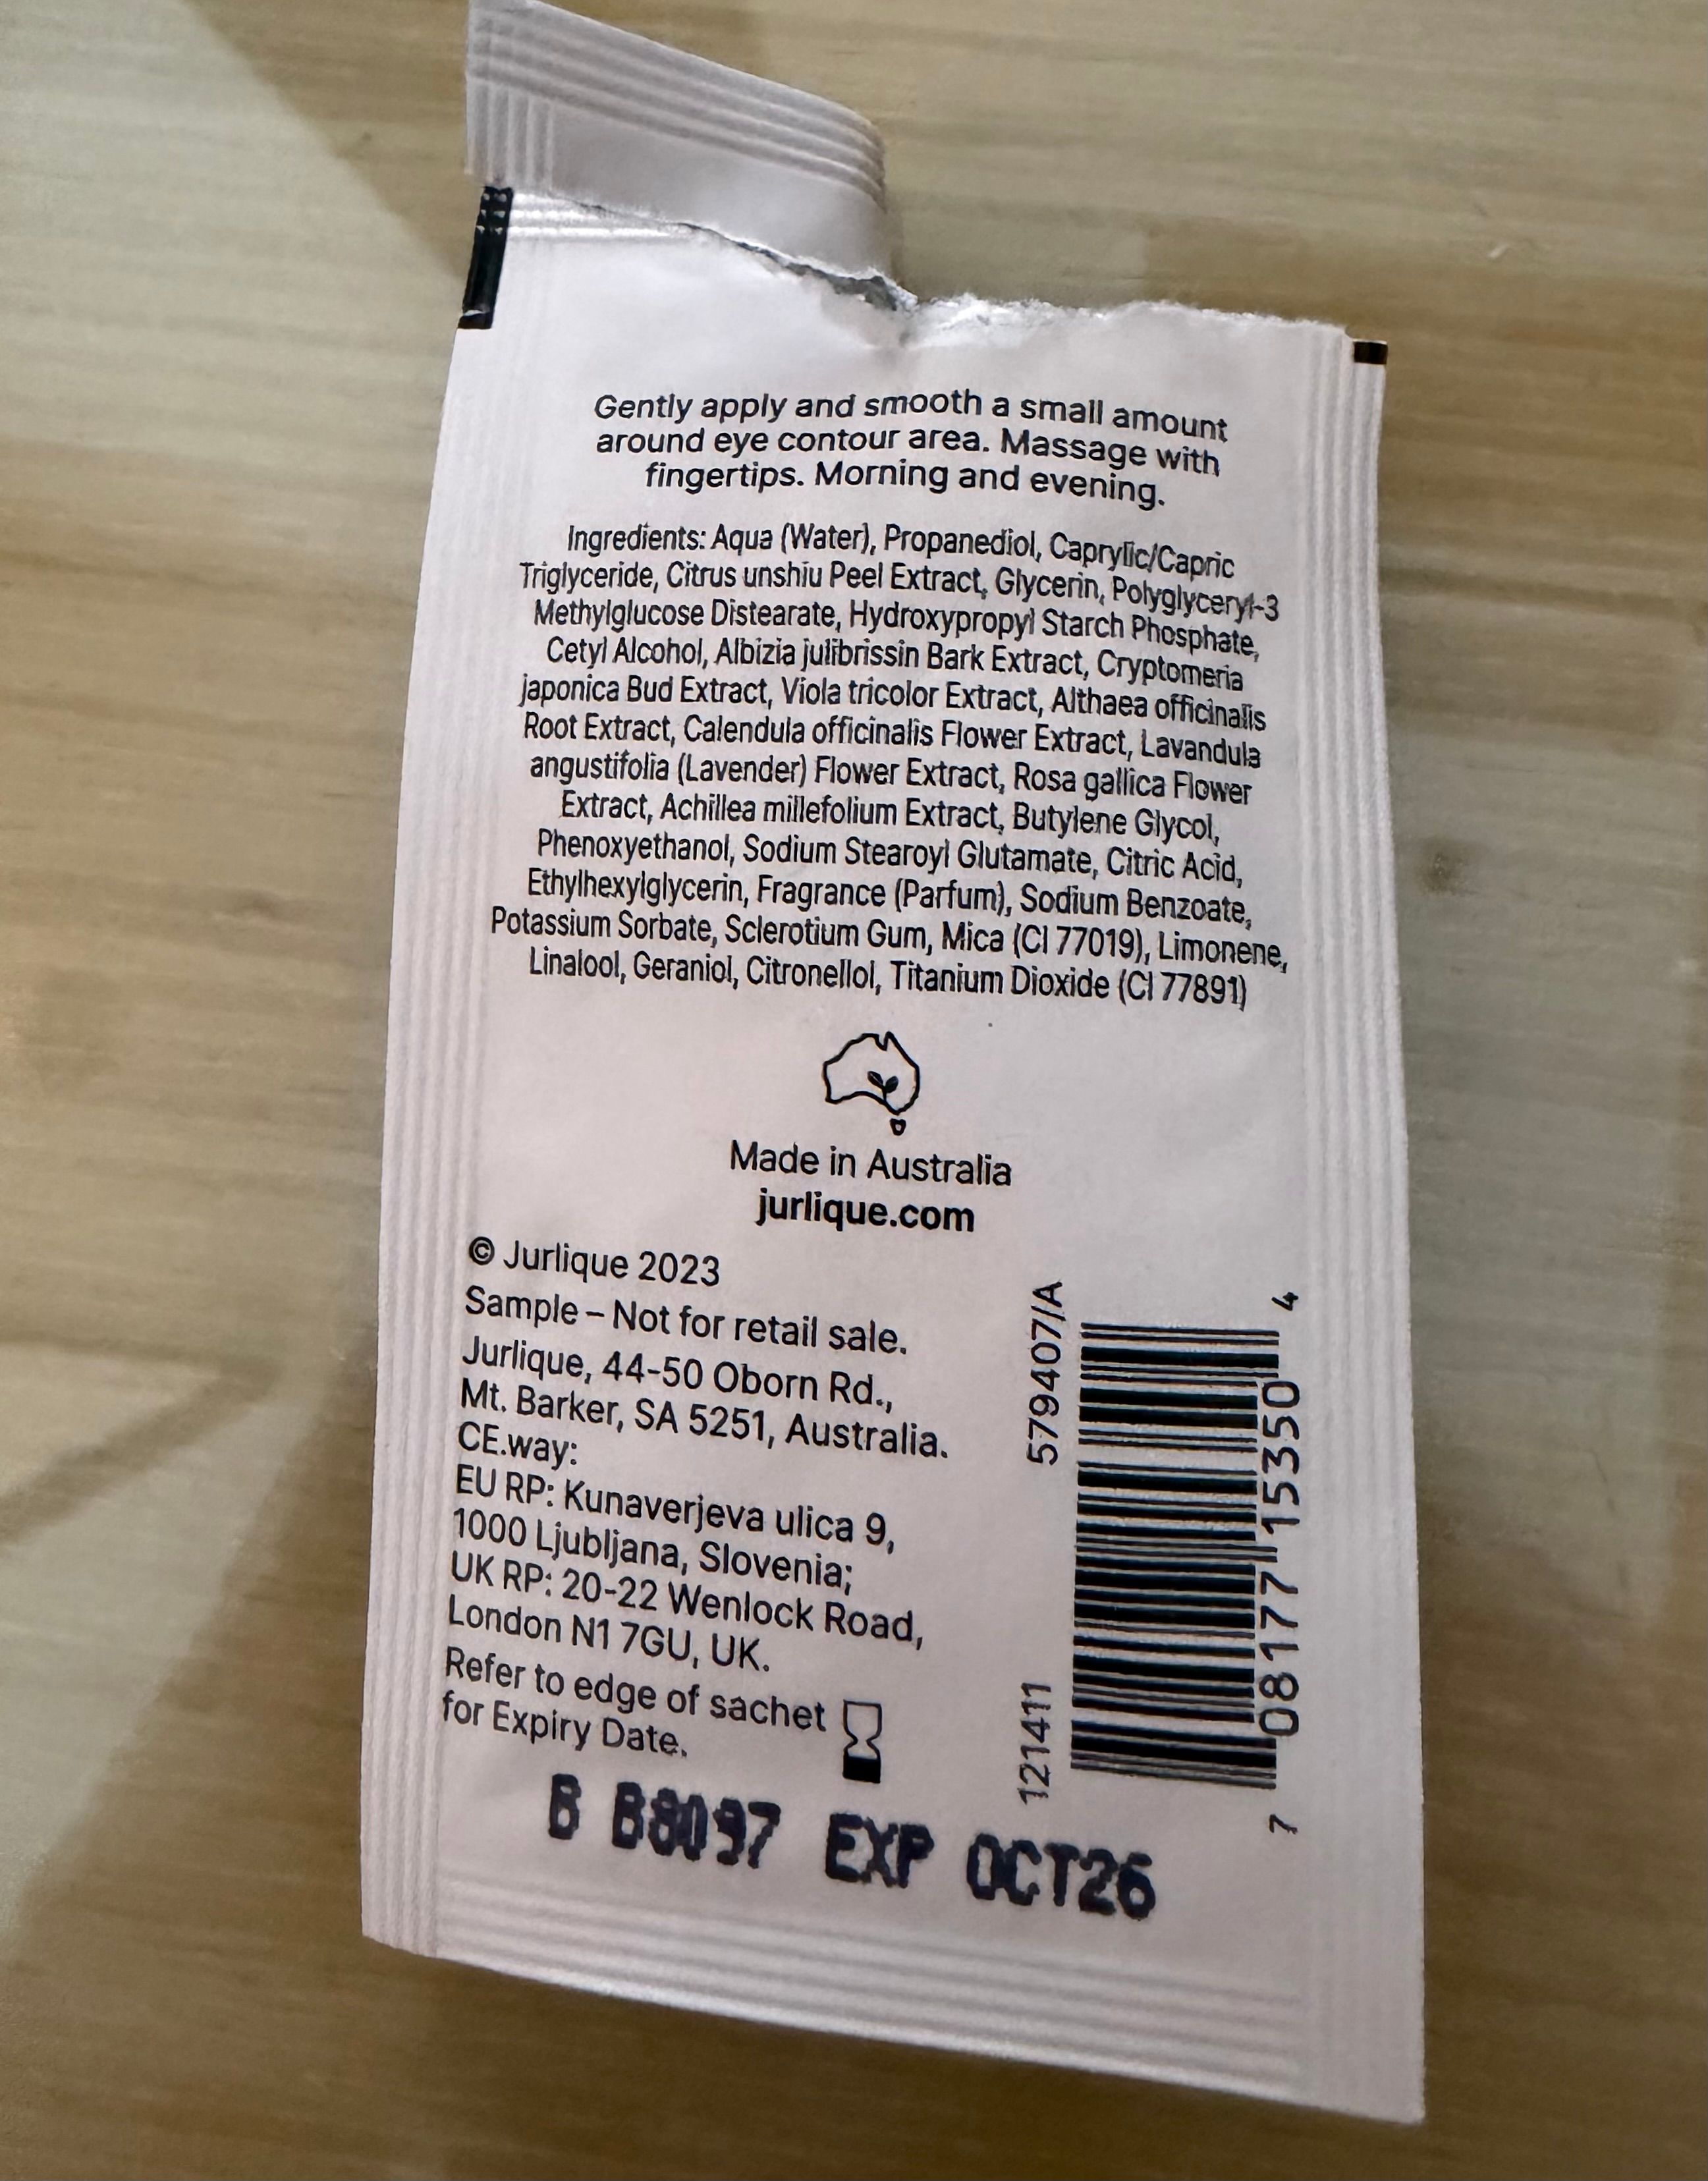 Gently apply and smooth a small amount
around eye contour area. Massage with
fingertips. Morning and evening.
Ingredients: Aqua (Water), Propanediol, Caprylic/Capric
Triglyceride, Citrus unshiu Peel Extract, Glycerin, Polyglyceryl-3
Methylglucose Distearate, Hydroxypropyl Starch Phosphate,
Cetyl Alcohol, Albizia julibrissin Bark Extract, Cryptomeria
japonica Bud Extract, Viola tricolor Extract, Althaea officinalis
Root Extract, Calendula officinalis Flower Extract, Lavandula
angustifolia (Lavender) Flower Extract, Rosa gallica Flower
Extract, Achillea millefolium Extract, Butylene Glycol,
Phenoxyethanol, Sodium Stearoyl Glutamate, Citric Acid,
Ethylhexylglycerin, Fragrance (Parfum), Sodium Benzoate,
Potassium Sorbate, Sclerotium Gum, Mica (CI 77019), Limonene,
Linalool, Geraniol, Citronellol, Titanium Dioxide (CI 77891)
Made in Australia
jurlique.com
© Jurlique 2023
Sample – Not for retail sale.
Jurlique, 44-50 Oborn Rd.,
Mt. Barker, SA 5251, Australia.
CE.way:
EU RP: Kunaverjeva ulica 9,
1000 Ljubljana, Slovenia;
UK RP: 20-22 Wenlock Road,
London N1 7GU, UK.
Refer to edge of sachet
for Expiry Date.
121411 579407/A
7 08177 15350 4
B B8097 EXP OCT26